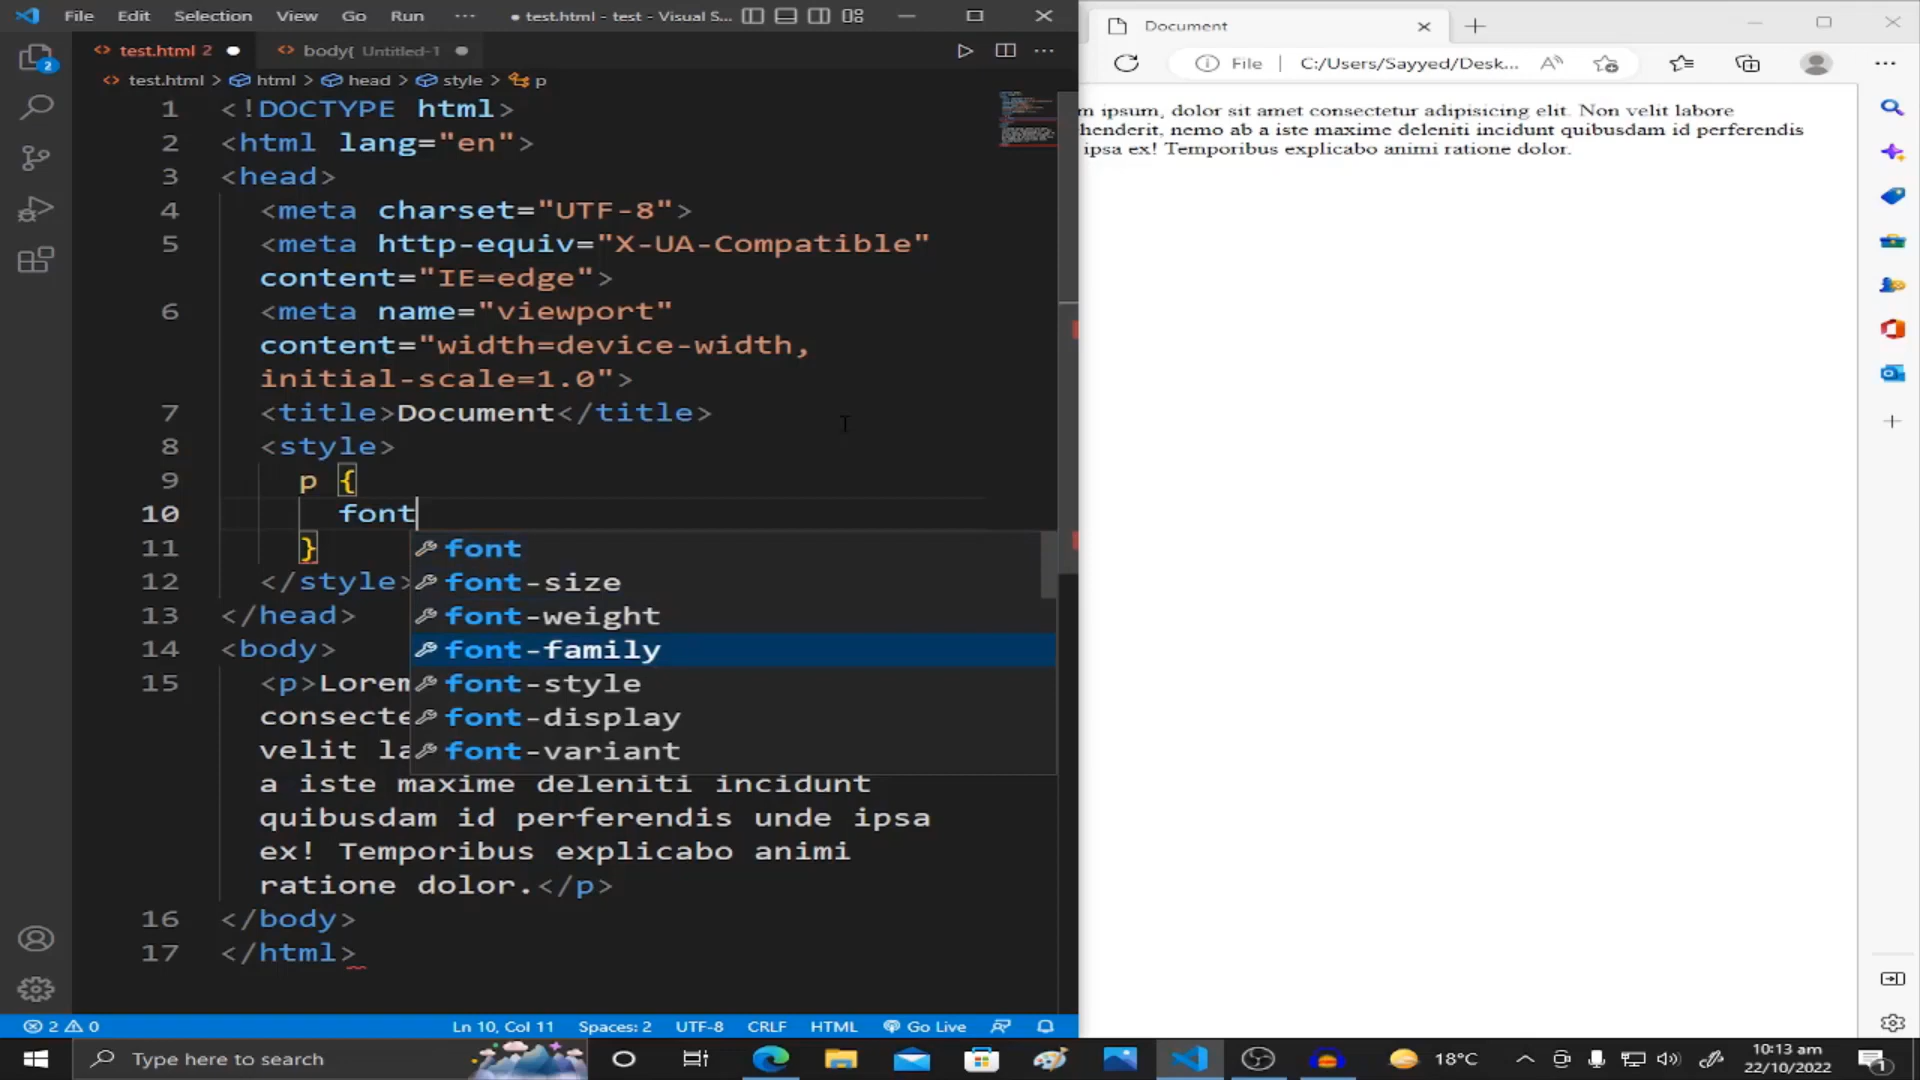 File Edit Selection View Go Run ··· ● test.html - test - Visual S...
test.html 2 ● body{ Untitled-1 ●
test.html > html > head > style > p
1 <!DOCTYPE html>
2 <html lang="en">
3 <head>
4 <meta charset="UTF-8">
5 <meta http-equiv="X-UA-Compatible"
content="IE=edge">
6 <meta name="viewport"
content="width=device-width,
initial-scale=1.0">
7 <title>Document</title>
8 <style>
9 p {
10 font
11 }
12 </style>
13 </head>
14 <body>
15 <p>Lorem
consecte
velit la
a iste maxime deleniti incidunt
quibusdam id perferendis unde ipsa
ex! Temporibus explicabo animi
ratione dolor.</p>
16 </body>
17 </html>
font
font-size
font-weight
font-family
font-style
font-display
font-variant
2
2 0 Ln 10, Col 11 Spaces: 2 UTF-8 CRLF HTML Go Live
Document
File C:/Users/Sayyed/Desk...
m ipsum, dolor sit amet consectetur adipisicing elit. Non velit labore
henderit, nemo ab a iste maxime deleniti incidunt quibusdam id perferendis
ipsa ex! Temporibus explicabo animi ratione dolor.
Type here to search
18°C
10:13 am
22/10/2022
1